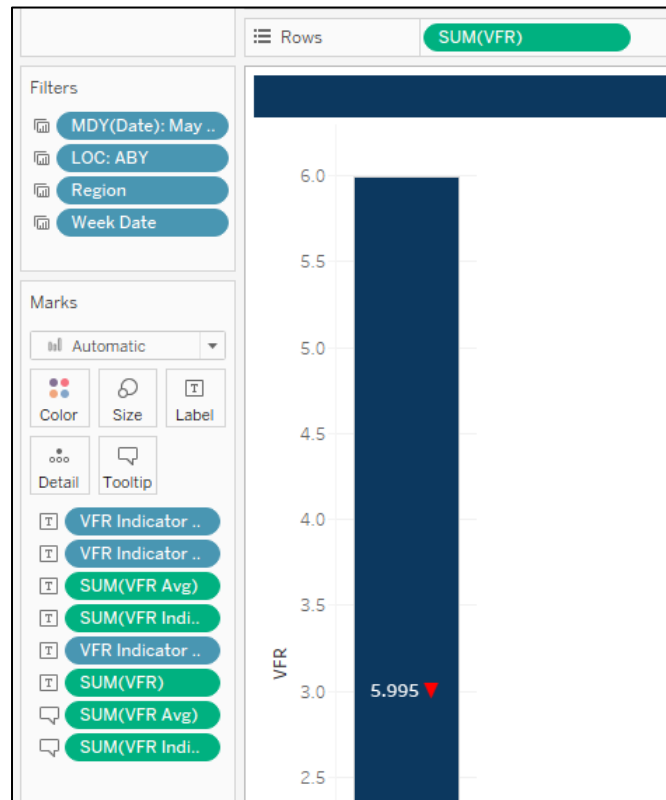 Rows SUM(VFR)
Filters
MDY(Date): May ..
LOC: ABY
Region
Week Date
Marks
Automatic
Color Size Label
Detail Tooltip
T VFR Indicator ..
T VFR Indicator ..
T SUM(VFR Avg)
T SUM(VFR Indi..
T VFR Indicator ..
T SUM(VFR)
SUM(VFR Avg)
SUM(VFR Indi..
6.0
5.5
5.0
4.5
4.0
3.5
VFR
3.0
5.995
2.5